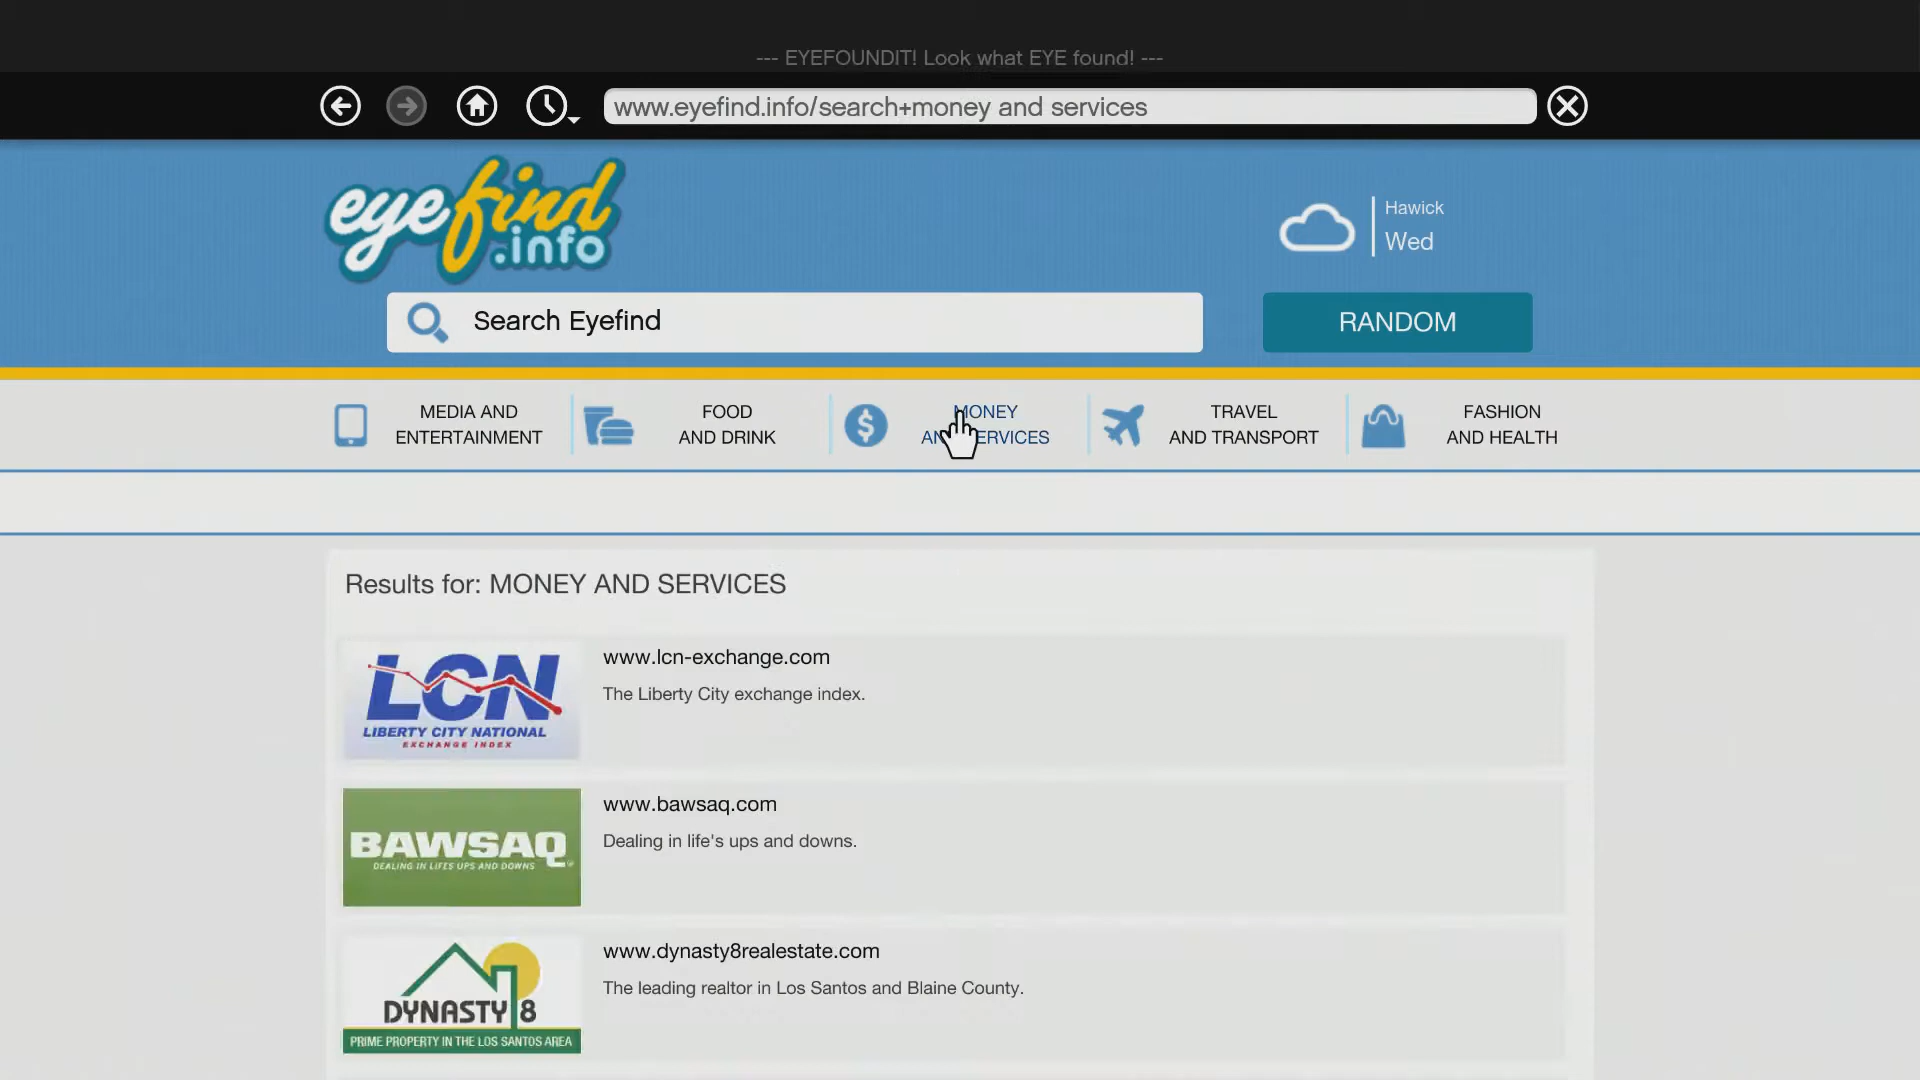 --- EYEFOUNDIT! Look what EYE found! ---
www.eyefind.info/search+money and services
eyefind
.info
Hawick
Wed
Search Eyefind
RANDOM
MEDIA AND
ENTERTAINMENT
FOOD
AND DRINK
MONEY
AND SERVICES
TRAVEL
AND TRANSPORT
FASHION
AND HEALTH
Results for: MONEY AND SERVICES
LCN
LIBERTY CITY NATIONAL
EXCHANGE INDEX
www.lcn-exchange.com
The Liberty City exchange index.
BAWSAQ
DEALING IN LIFES UPS AND DOWNS
www.bawsaq.com
Dealing in life's ups and downs.
DYNASTY 8
PRIME PROPERTY IN THE LOS SANTOS AREA
www.dynasty8realestate.com
The leading realtor in Los Santos and Blaine County.